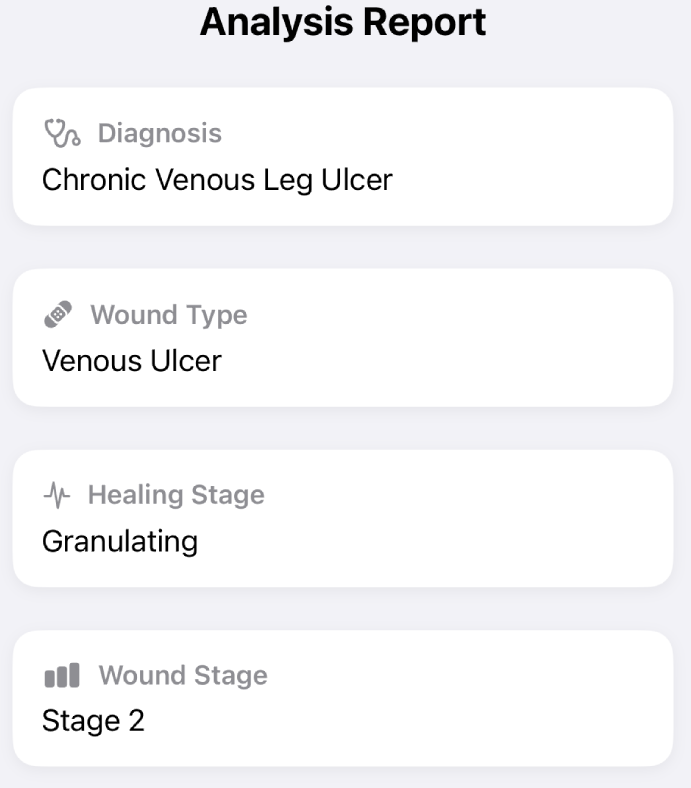 Analysis Report
Diagnosis
Chronic Venous Leg Ulcer
Wound Type
Venous Ulcer
Healing Stage
Granulating
Wound Stage
Stage 2